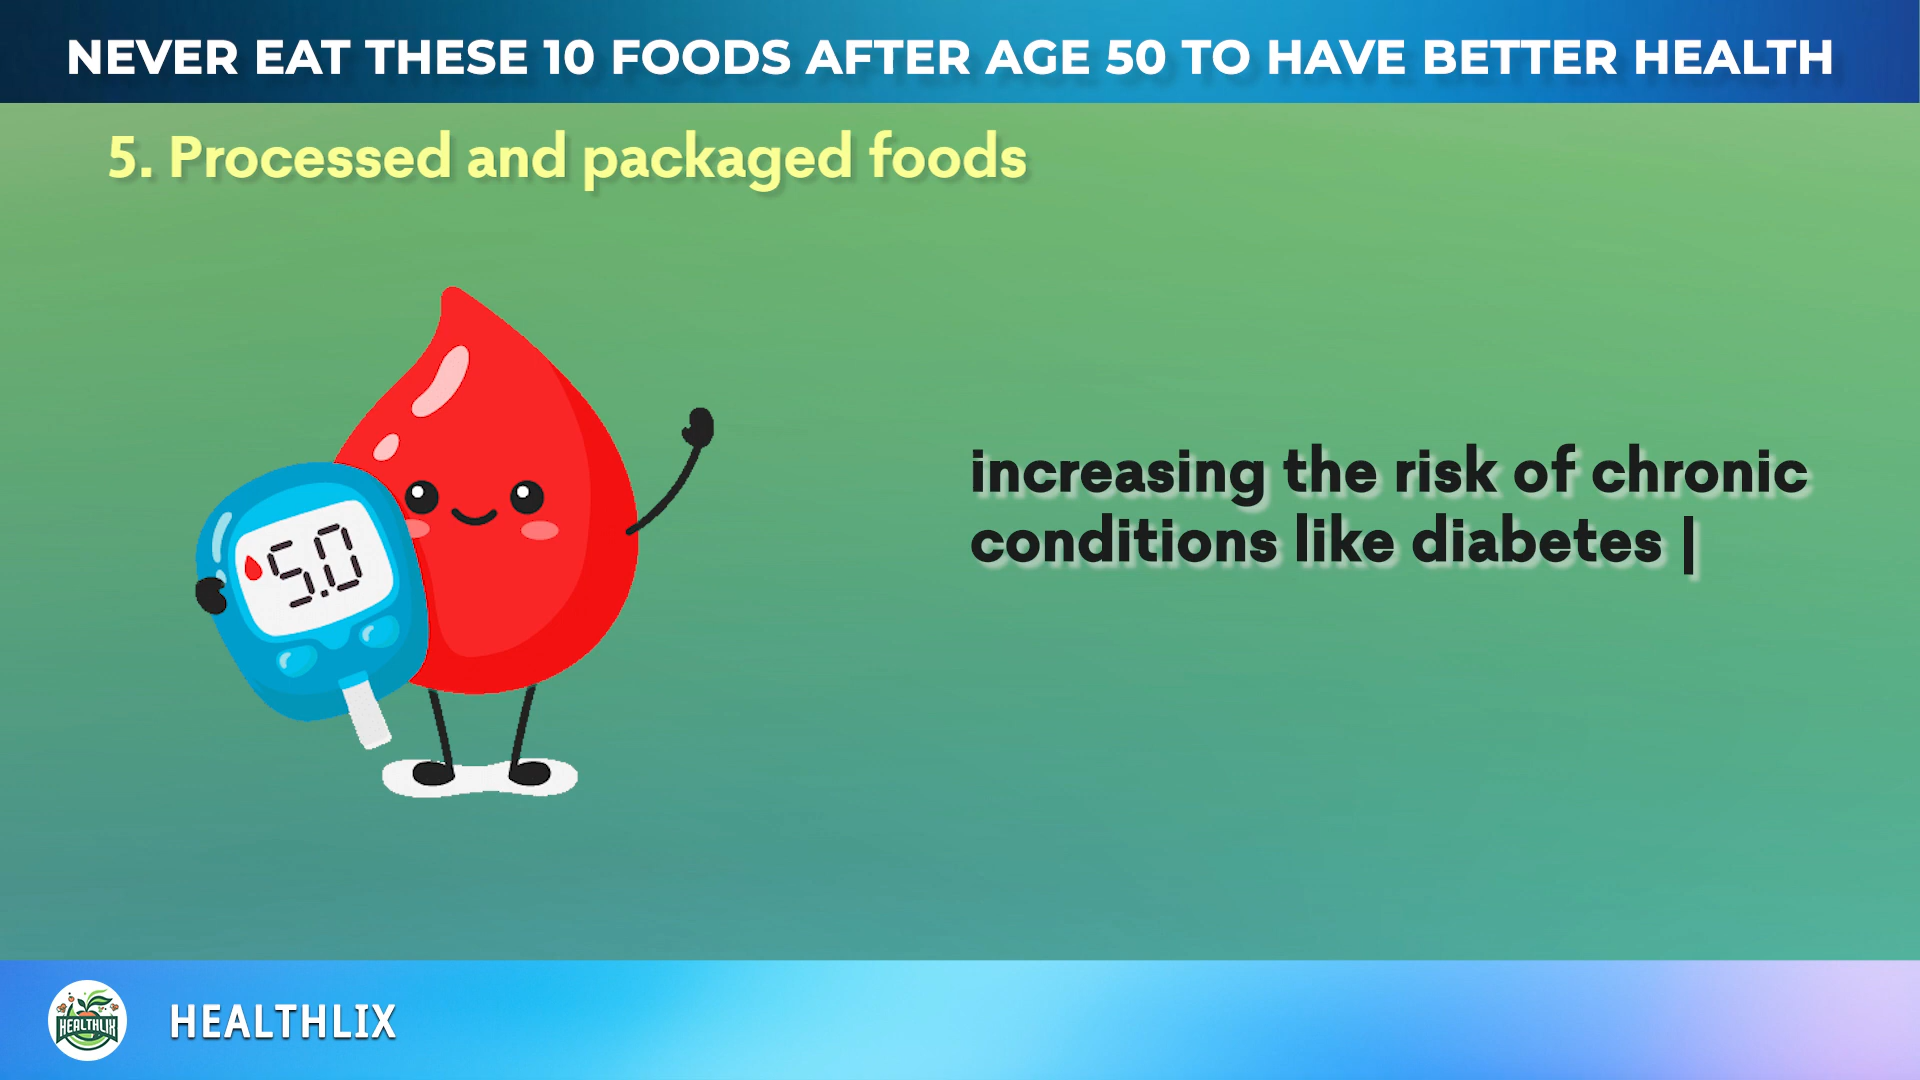 NEVER EAT THESE 10 FOODS AFTER AGE 50 TO HAVE BETTER HEALTH
5. Processed and packaged foods
increasing the risk of chronic
conditions like diabetes |
5.0
HEALTHLIX
HEALTHLIX